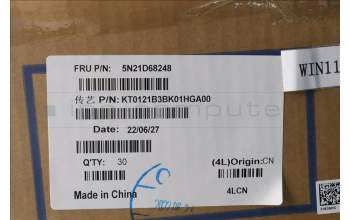 FRU P/N: 5N21D68248
传艺 P/N: KT0121B3BK01HGA00
WIN11
Date: 22/06/27
Q'TY: 30
(4L)Origin:CN
Made in China
4LCN